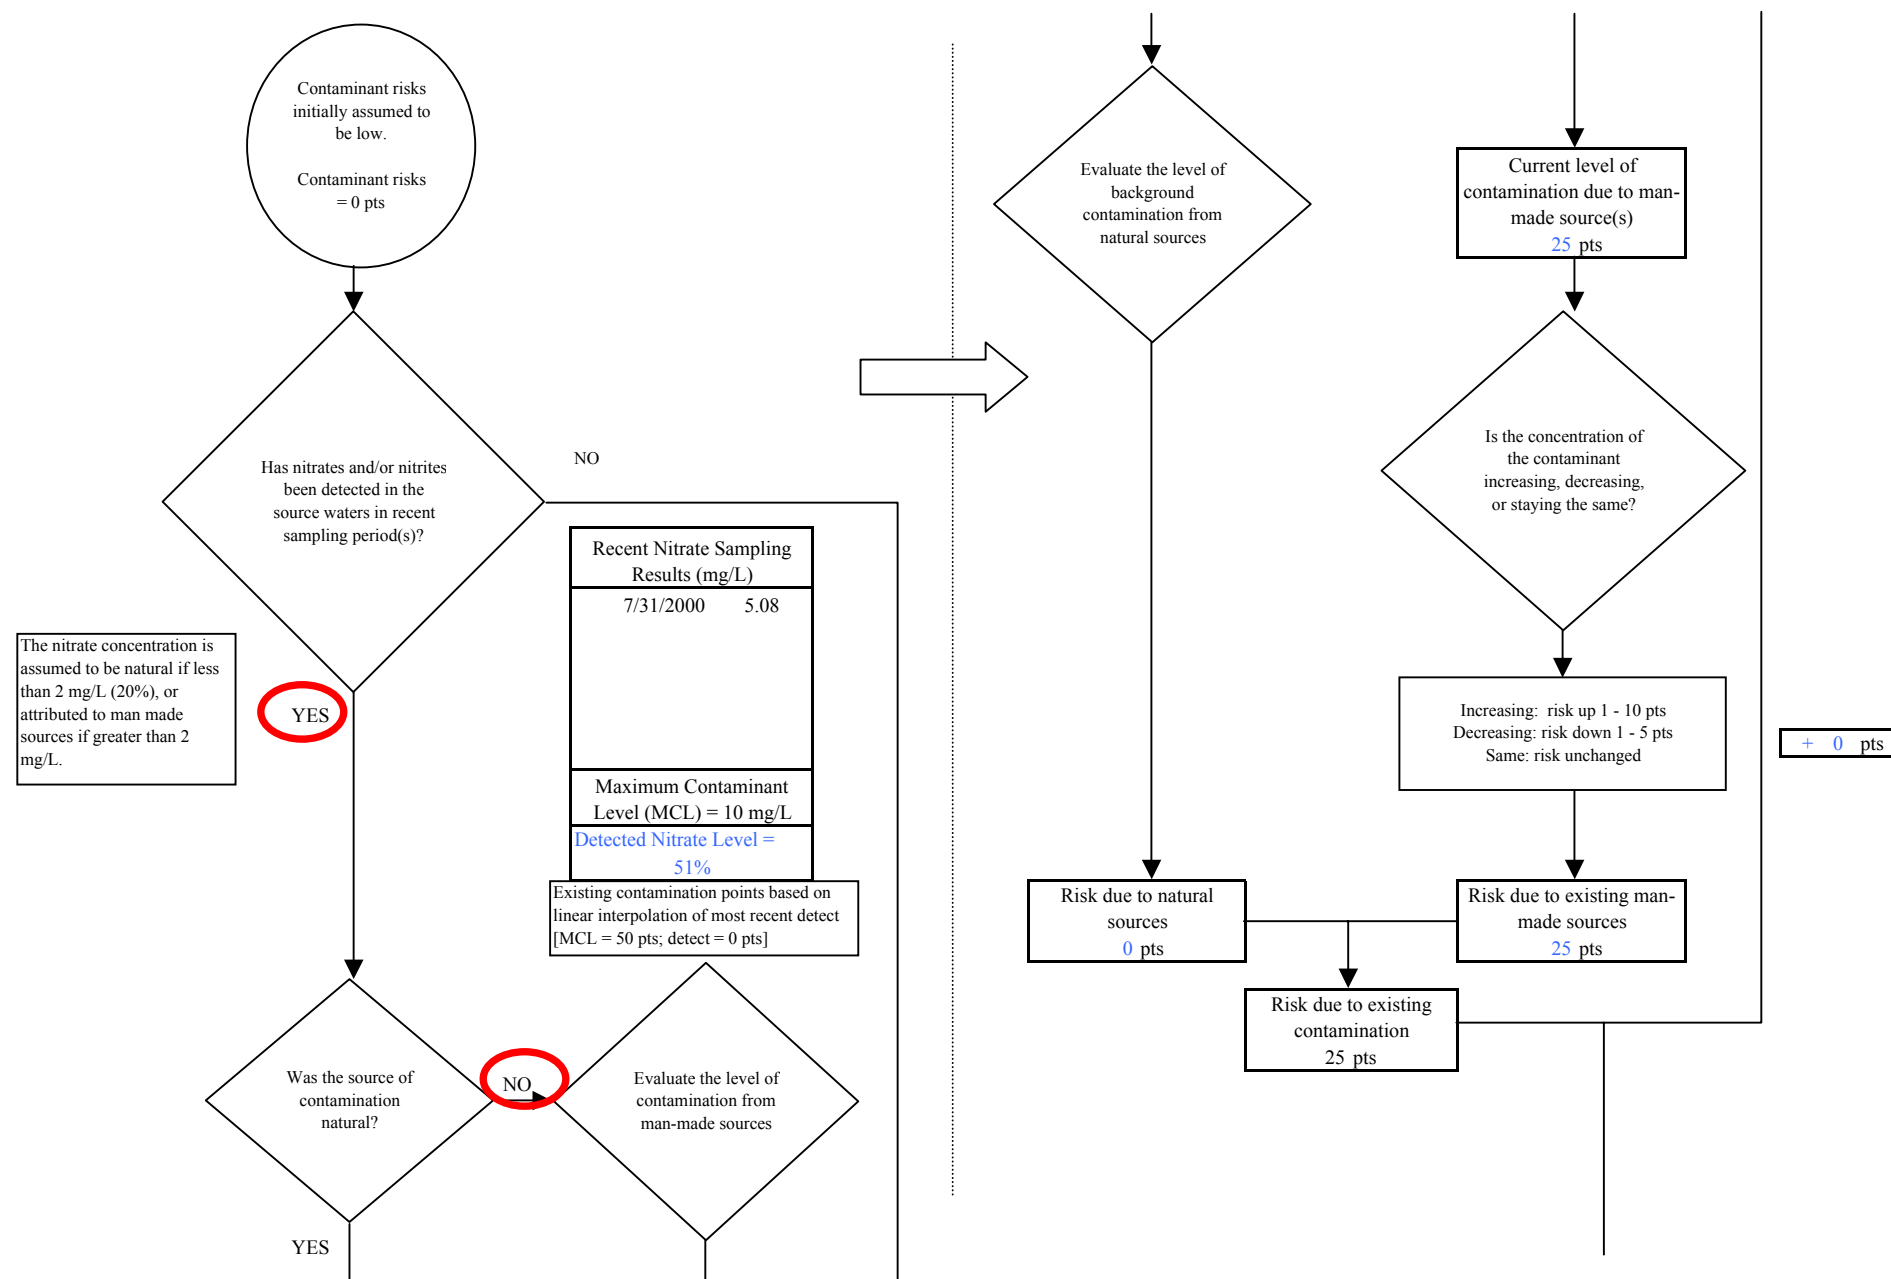 Contaminant risks
initially assumed to
be low.
Contaminant risks
= 0 pts
Has nitrates and/or nitrites
been detected in the
source waters in recent
sampling period(s)?
NO
Recent Nitrate Sampling
Results (mg/L)
7/31/2000 5.08
Maximum Contaminant
Level (MCL) = 10 mg/L
Detected Nitrate Level =
51%
Existing contamination points based on
linear interpolation of most recent detect
[MCL = 50 pts; detect = 0 pts]
The nitrate concentration is
assumed to be natural if less
than 2 mg/L (20%), or
attributed to man made
sources if greater than 2
mg/L.
YES
Was the source of
contamination
natural?
NO
Evaluate the level of
contamination from
man-made sources
YES
Evaluate the level of
background
contamination from
natural sources
Current level of
contamination due to man-
made source(s)
25 pts
Is the concentration of
the contaminant
increasing, decreasing,
or staying the same?
Increasing: risk up 1 - 10 pts
Decreasing: risk down 1 - 5 pts
Same: risk unchanged
+ 0 pts
Risk due to natural
sources
0 pts
Risk due to existing man-
made sources
25 pts
Risk due to existing
contamination
25 pts